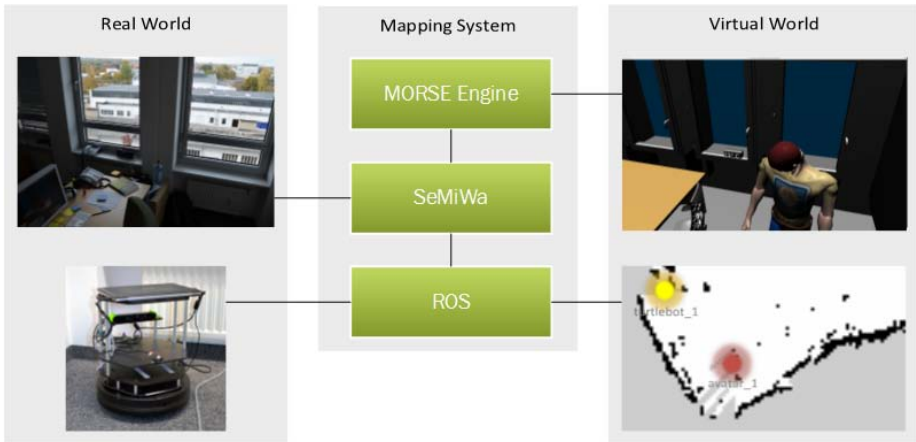 Real World
Mapping System
Virtual World
MORSE Engine
SeMiWa
ROS
turtlebot_1
avatar_1